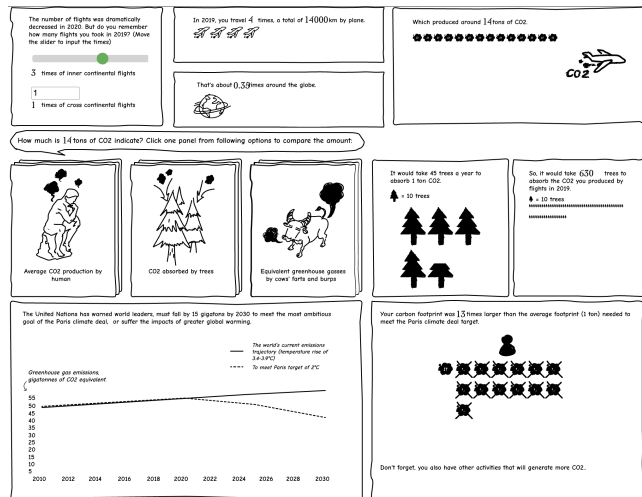 The number of flights was dramatically
decreased in 2020. But do you remember
how many flights you took in 2019? (Move
the slider to input the times)
3 times of inner continental flights
1
1 times of cross continental flights
In 2019, you travel 4 times, a total of 14000km by plane.
That's about 0.35times around the globe.
Which produced around 14tons of CO2.
CO2
How much is 14tons of CO2 indicate? Click one panel from following options to compare the amount:
Average CO2 production by
human
CO2 absorbed by trees
Equivalent greenhouse gasses
by cows' farts and burps
It would take 45 trees a year to
absorb 1 ton CO2.
= 10 trees
So, it would take 630 trees to
absorb the CO2 you produced by
flights in 2019.
= 10 trees
The United Nations has warned world leaders, must fall by 15 gigatons by 2030 to meet the most ambitious
goal of the Paris climate deal, or suffer the impacts of greater global warming.
The world's current emissions
trajectory (temperature rise of
3.4-3.9°C)
To meet Paris target of 2°C
Greenhouse gas emissions,
gigatonnes of CO2 equivalent
55
50
45
40
35
30
25
20
15
10
5
2010 2012 2014 2016 2018 2020 2022 2024 2026 2028 2030
Your carbon footprint was 13times larger than the average footprint (1 ton) needed to
meet the Paris climate deal target.
Don't forget, you also have other activities that will generate more CO2..